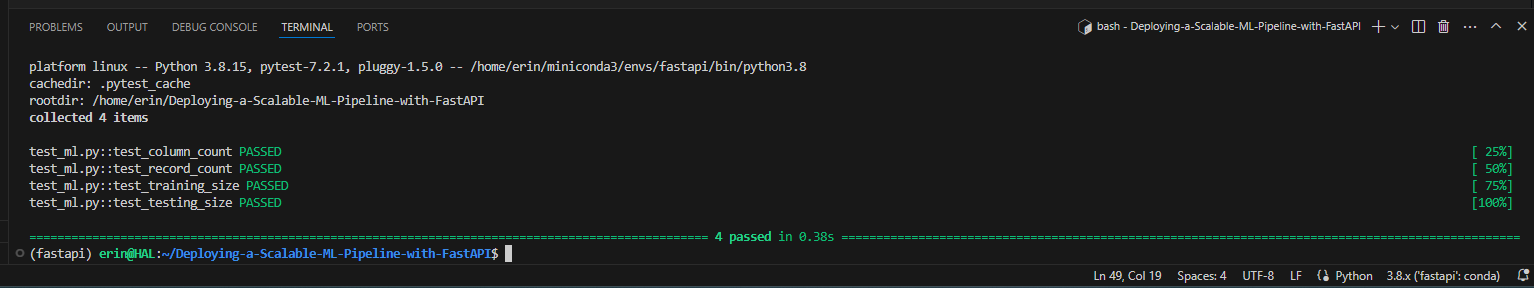 PROBLEMS OUTPUT DEBUG CONSOLE TERMINAL PORTS bash - Deploying-a-Scalable-ML-Pipeline-with-FastAPI
platform linux -- Python 3.8.15, pytest-7.2.1, pluggy-1.5.0 -- /home/erin/miniconda3/envs/fastapi/bin/python3.8
cachedir: .pytest_cache
rootdir: /home/erin/Deploying-a-Scalable-ML-Pipeline-with-FastAPI
collected 4 items
test_ml.py::test_column_count PASSED [ 25%]
test_ml.py::test_record_count PASSED [ 50%]
test_ml.py::test_training_size PASSED [ 75%]
test_ml.py::test_testing_size PASSED [100%]
================================================================================================= 4 passed in 0.38s =================================================================================================
(fastapi) erin@HAL:~/Deploying-a-Scalable-ML-Pipeline-with-FastAPI$
Ln 49, Col 19 Spaces: 4 UTF-8 LF Python 3.8.x ('fastapi': conda)